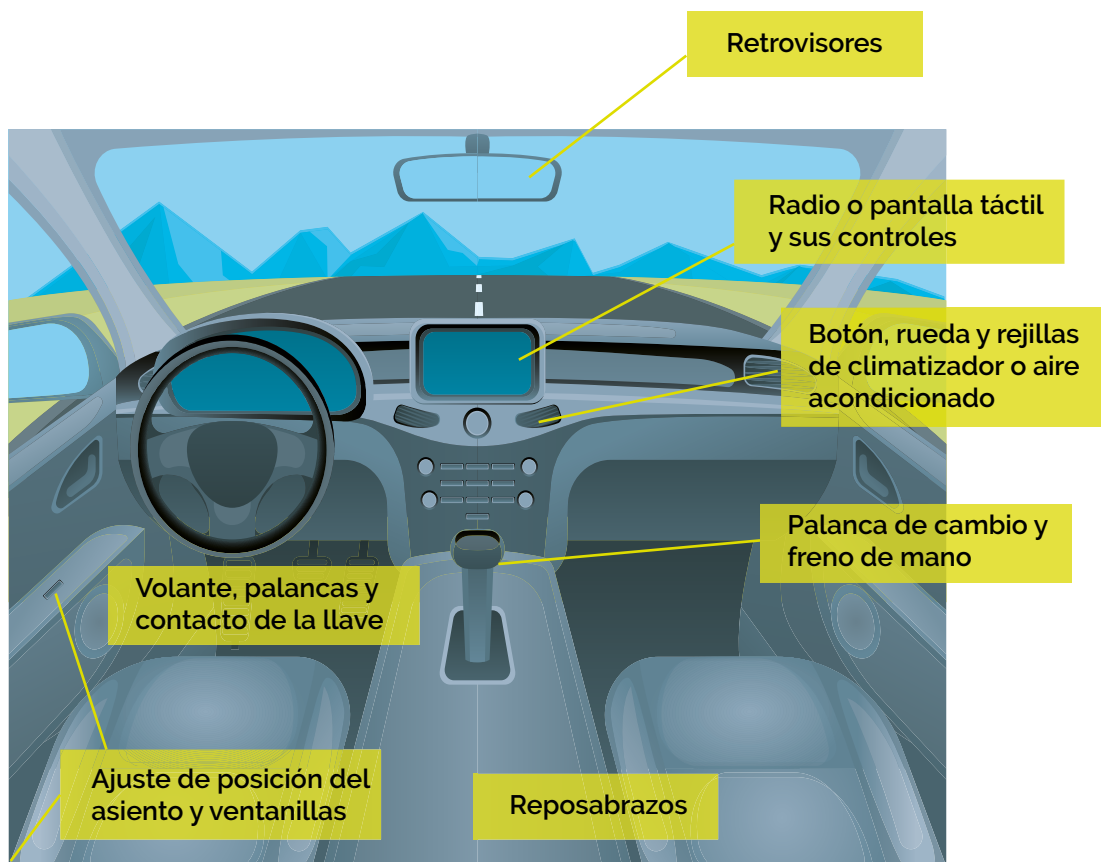 Retrovisores
Radio o pantalla táctil
y sus controles
Botón, rueda y rejillas
de climatizador o aire
acondicionado
Palanca de cambio y
freno de mano
Volante, palancas y
contacto de la llave
Ajuste de posición del
asiento y ventanillas
Reposabrazos